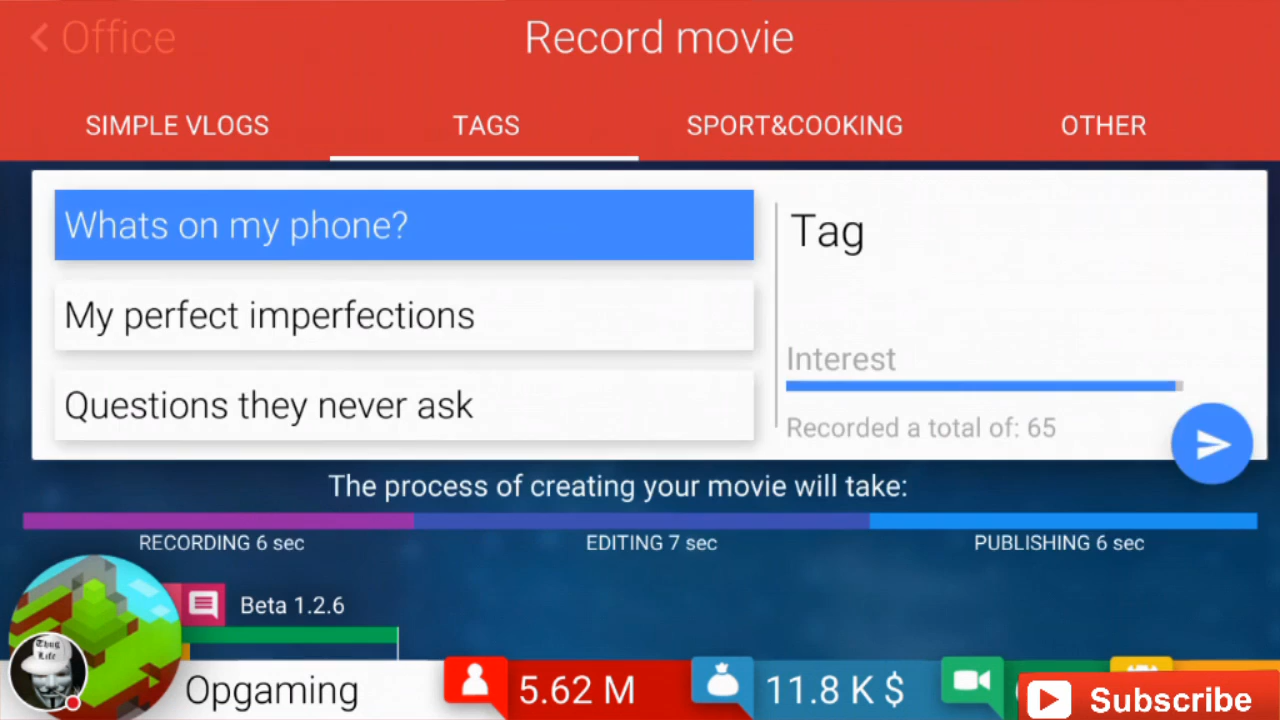 Office
Record movie
SIMPLE VLOGS
TAGS
SPORT&COOKING
OTHER
Whats on my phone?
My perfect imperfections
Questions they never ask
Tag
Interest
Recorded a total of: 65
The process of creating your movie will take:
RECORDING 6 sec
EDITING 7 sec
PUBLISHING 6 sec
Beta 1.2.6
Thug
Life
Opgaming
5.62 M
11.8 K $
Subscribe